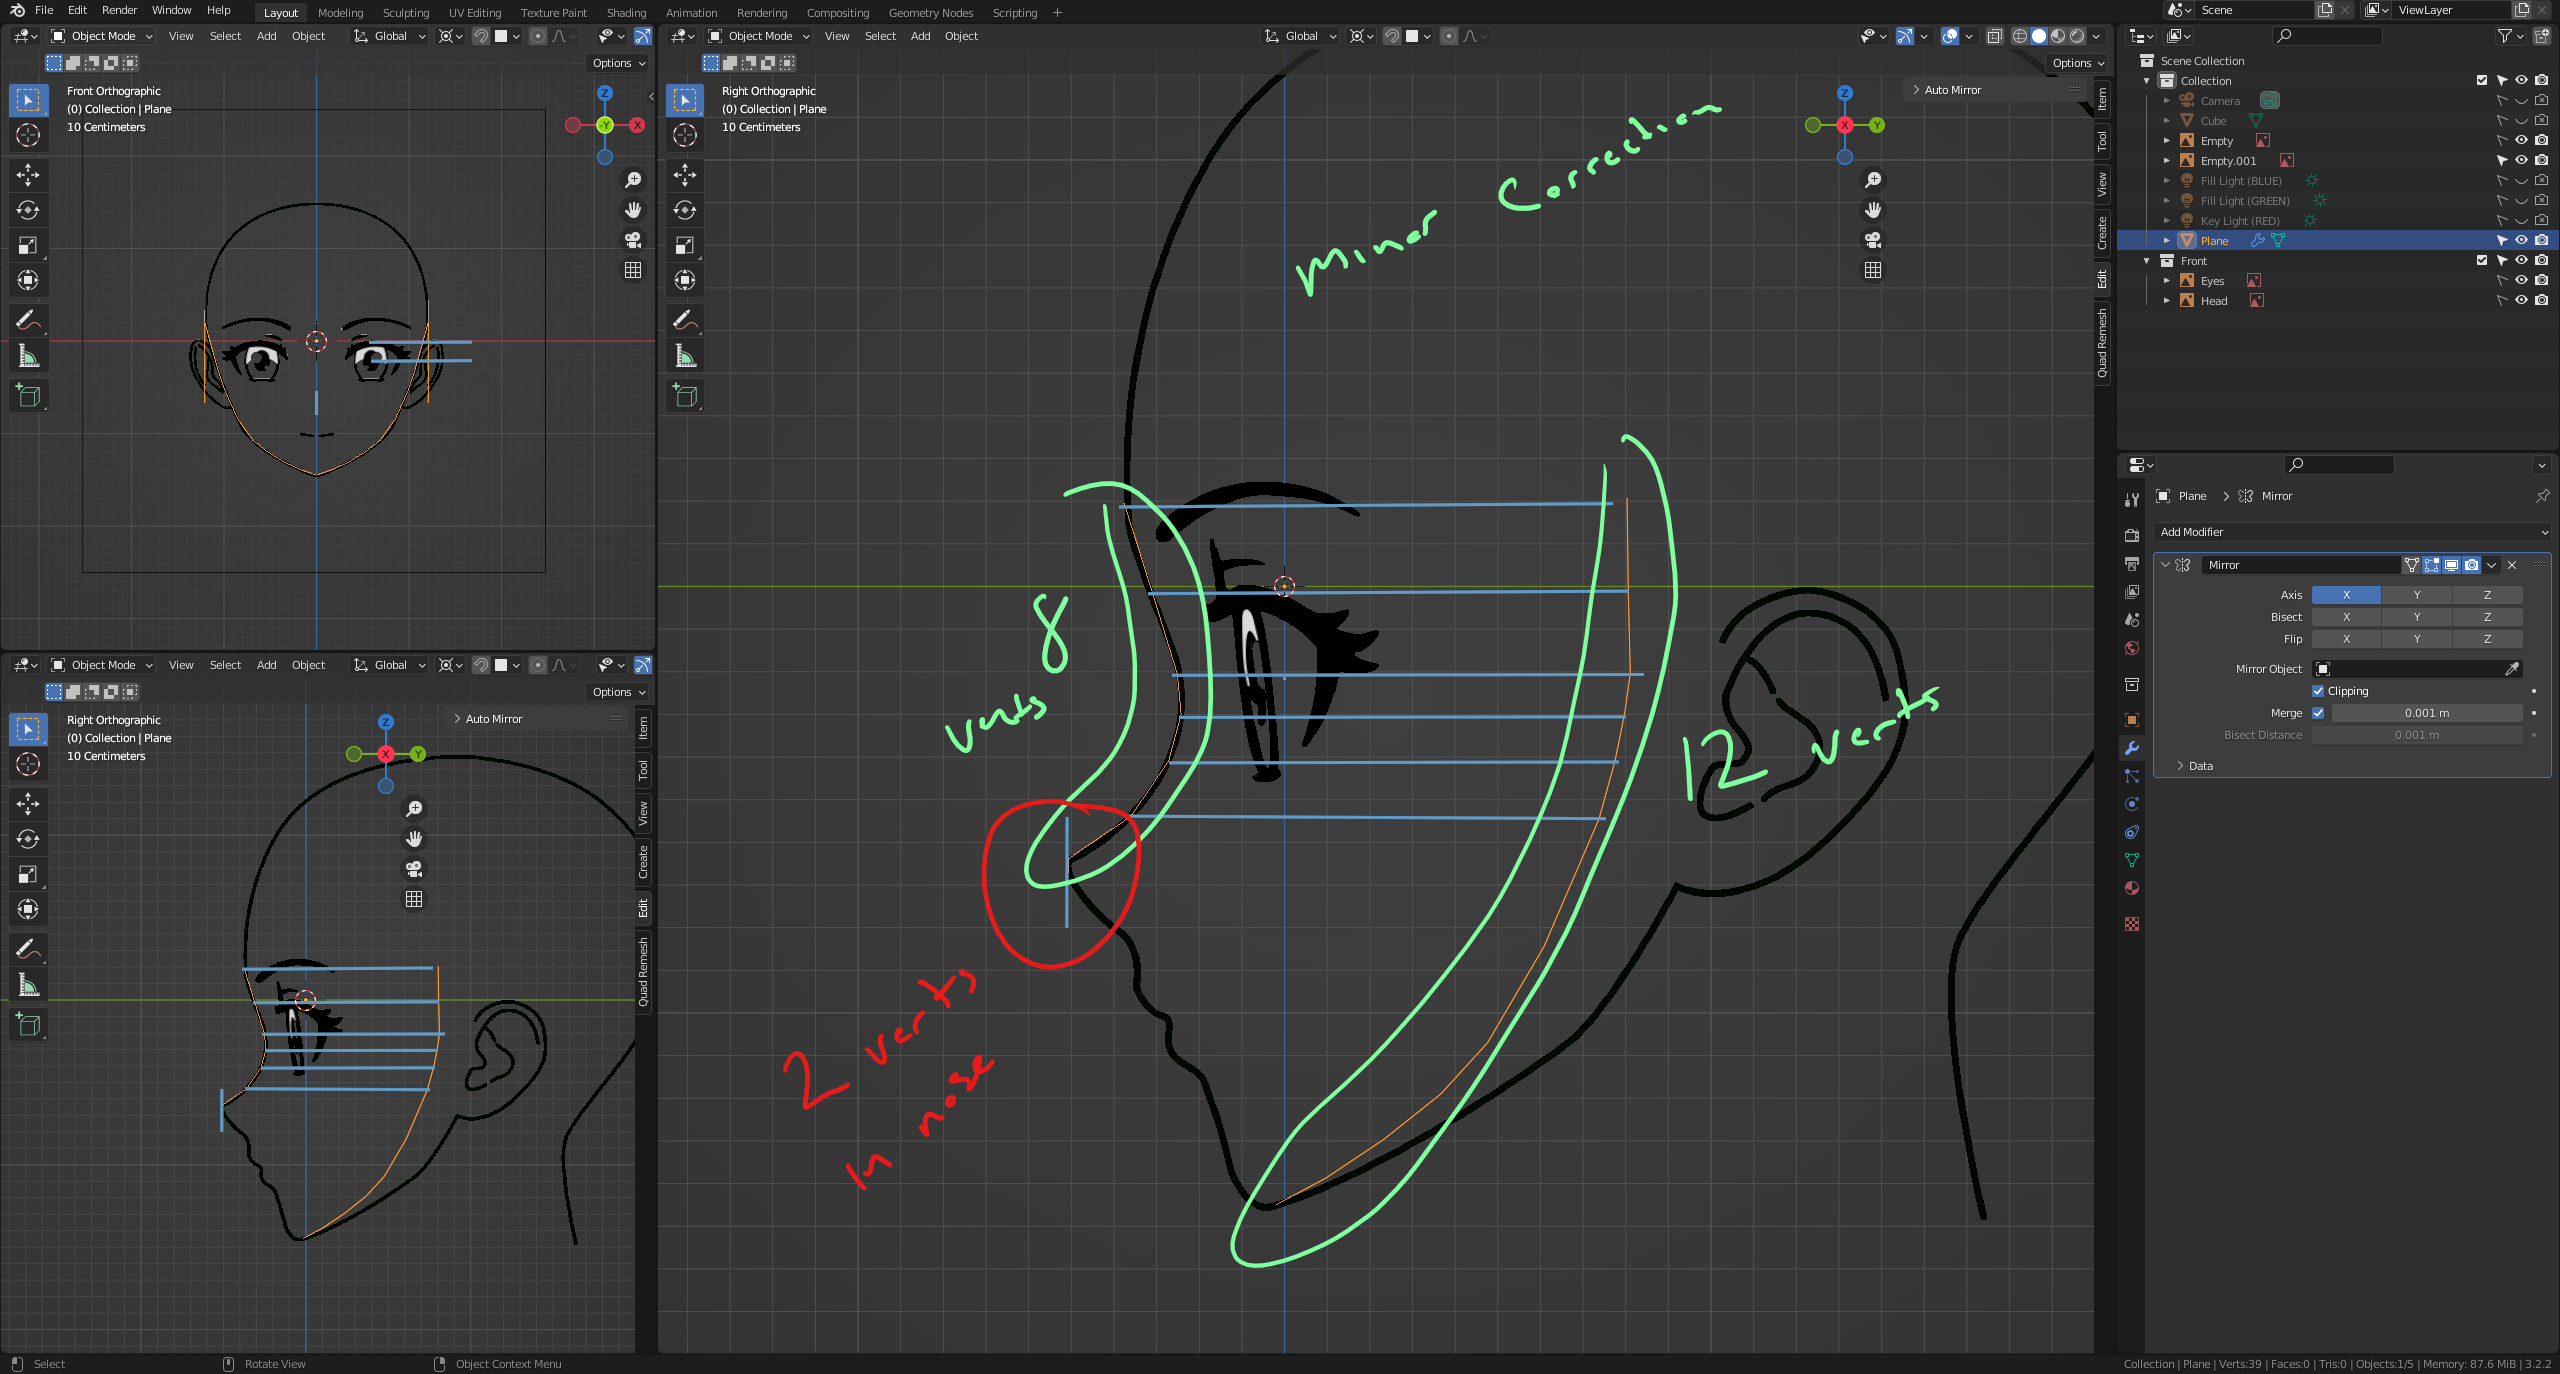 File Edit Render Window Help Layout Modeling Sculpting UV Editing Texture Paint Shading Animation Rendering Compositing Geometry Nodes Scripting + Scene ViewLayer
Object Mode View Select Add Object Global
Options
Front Orthographic
(0) Collection | Plane
10 Centimeters
Z
-Y
X
Object Mode View Select Add Object Global
Options
Right Orthographic
(0) Collection | Plane
10 Centimeters
Auto Mirror
Z
X
Y
Item
Tool
View
Create
Edit
Quad Remesh
Object Mode View Select Add Object Global
Options
Right Orthographic
(0) Collection | Plane
10 Centimeters
Auto Mirror
Z
X
Y
Item
Tool
View
Create
Edit
Quad Remesh
minor Correction
8
verts
12 verts
2 verts
in nose
Scene Collection
Collection
Camera
Cube
Empty
Empty.001
Fill Light (BLUE)
Fill Light (GREEN)
Key Light (RED)
Plane
Front
Eyes
Head
Plane > Mirror
Add Modifier
Mirror
Axis X Y Z
Bisect X Y Z
Flip X Y Z
Mirror Object
Clipping
Merge 0.001 m
Bisect Distance 0.001 m
Data
Select Rotate View Object Context Menu
Collection | Plane | Verts:39 | Faces:0 | Tris:0 | Objects:1/5 | Memory: 87.6 MiB | 3.2.2